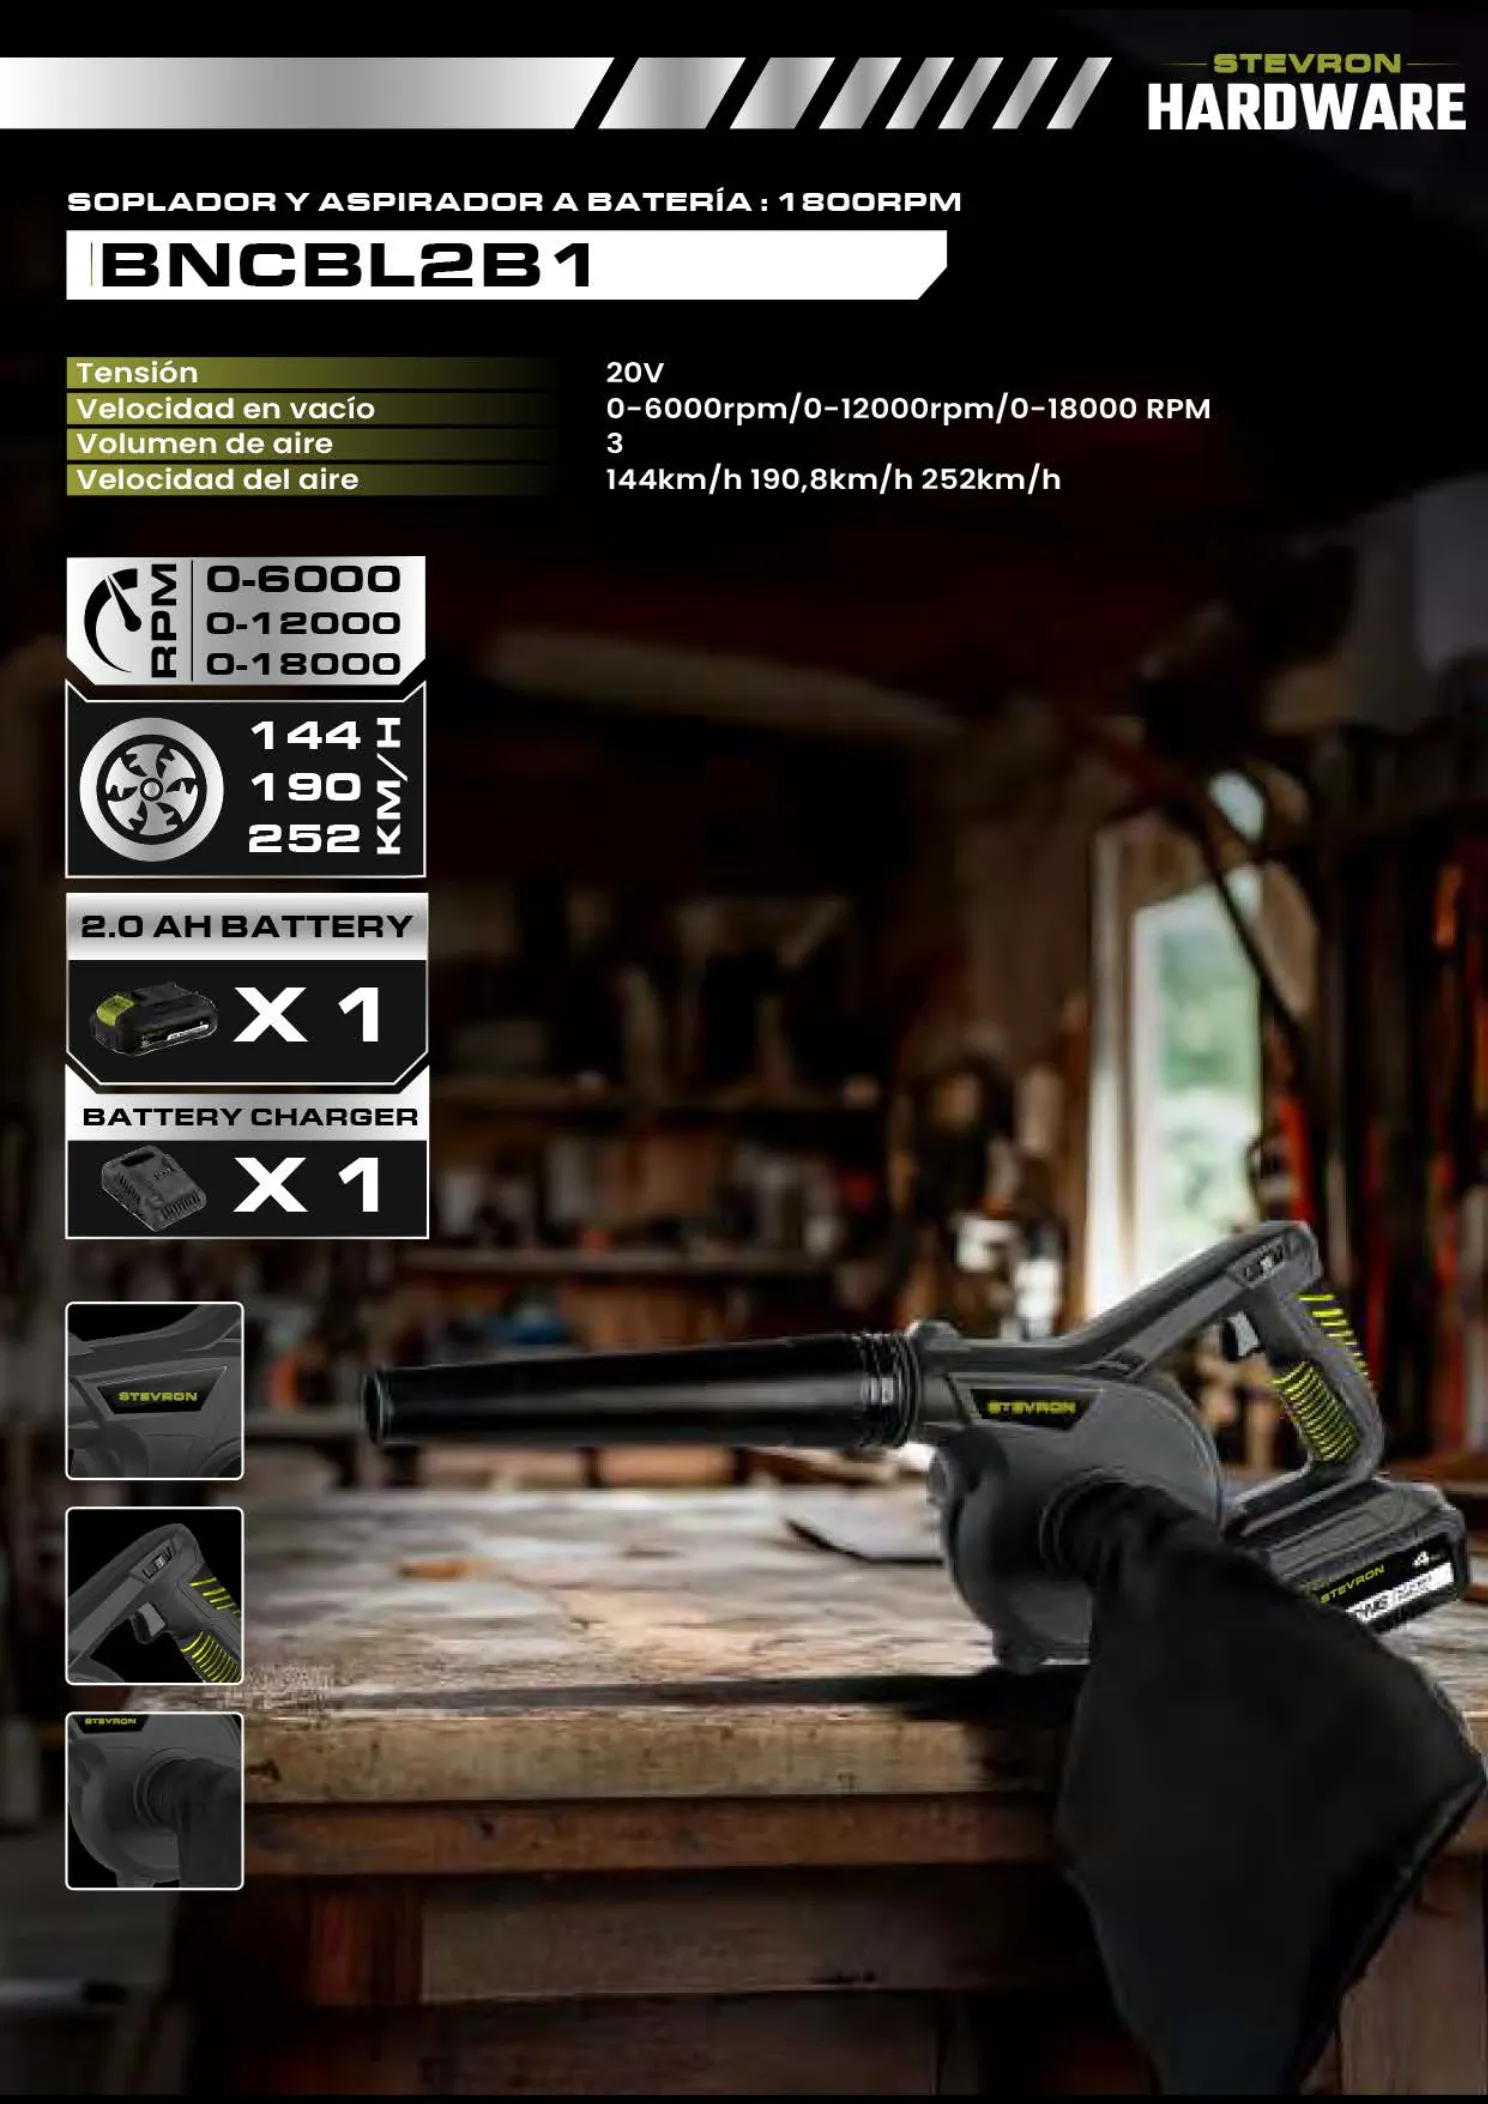 STEVRON
HARDWARE
SOPLADOR Y ASPIRADOR A BATERÍA : 1800RPM
BNCBL2B1
Tensión 20V
Velocidad en vacío 0-6000rpm/0-12000rpm/0-18000 RPM
Volumen de aire 3
Velocidad del aire 144km/h 190,8km/h 252km/h
RPM
0-6000
0-12000
0-18000
144
190
252
KM/H
2.0 AH BATTERY
X 1
BATTERY CHARGER
X 1
STEVRON
STEVRON
STEVRON
4
STEVRON